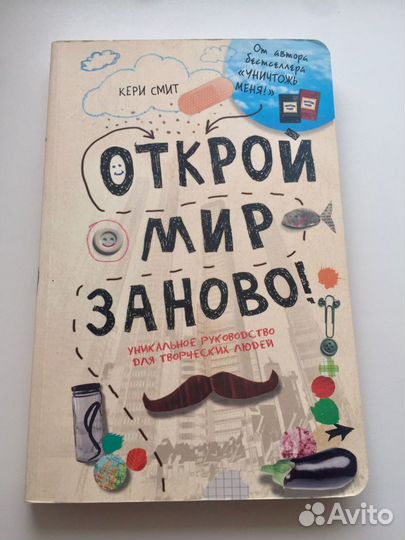 От автора
бестселлера
«УНИЧТОЖЬ
МЕНЯ!»
КЕРИ СМИТ
ОТКРОЙ
МИР
ЗАНОВО!
УНИКАЛЬНОЕ РУКОВОДСТВО
ДЛЯ ТВОРЧЕСКИХ ЛЮДЕЙ
Avito